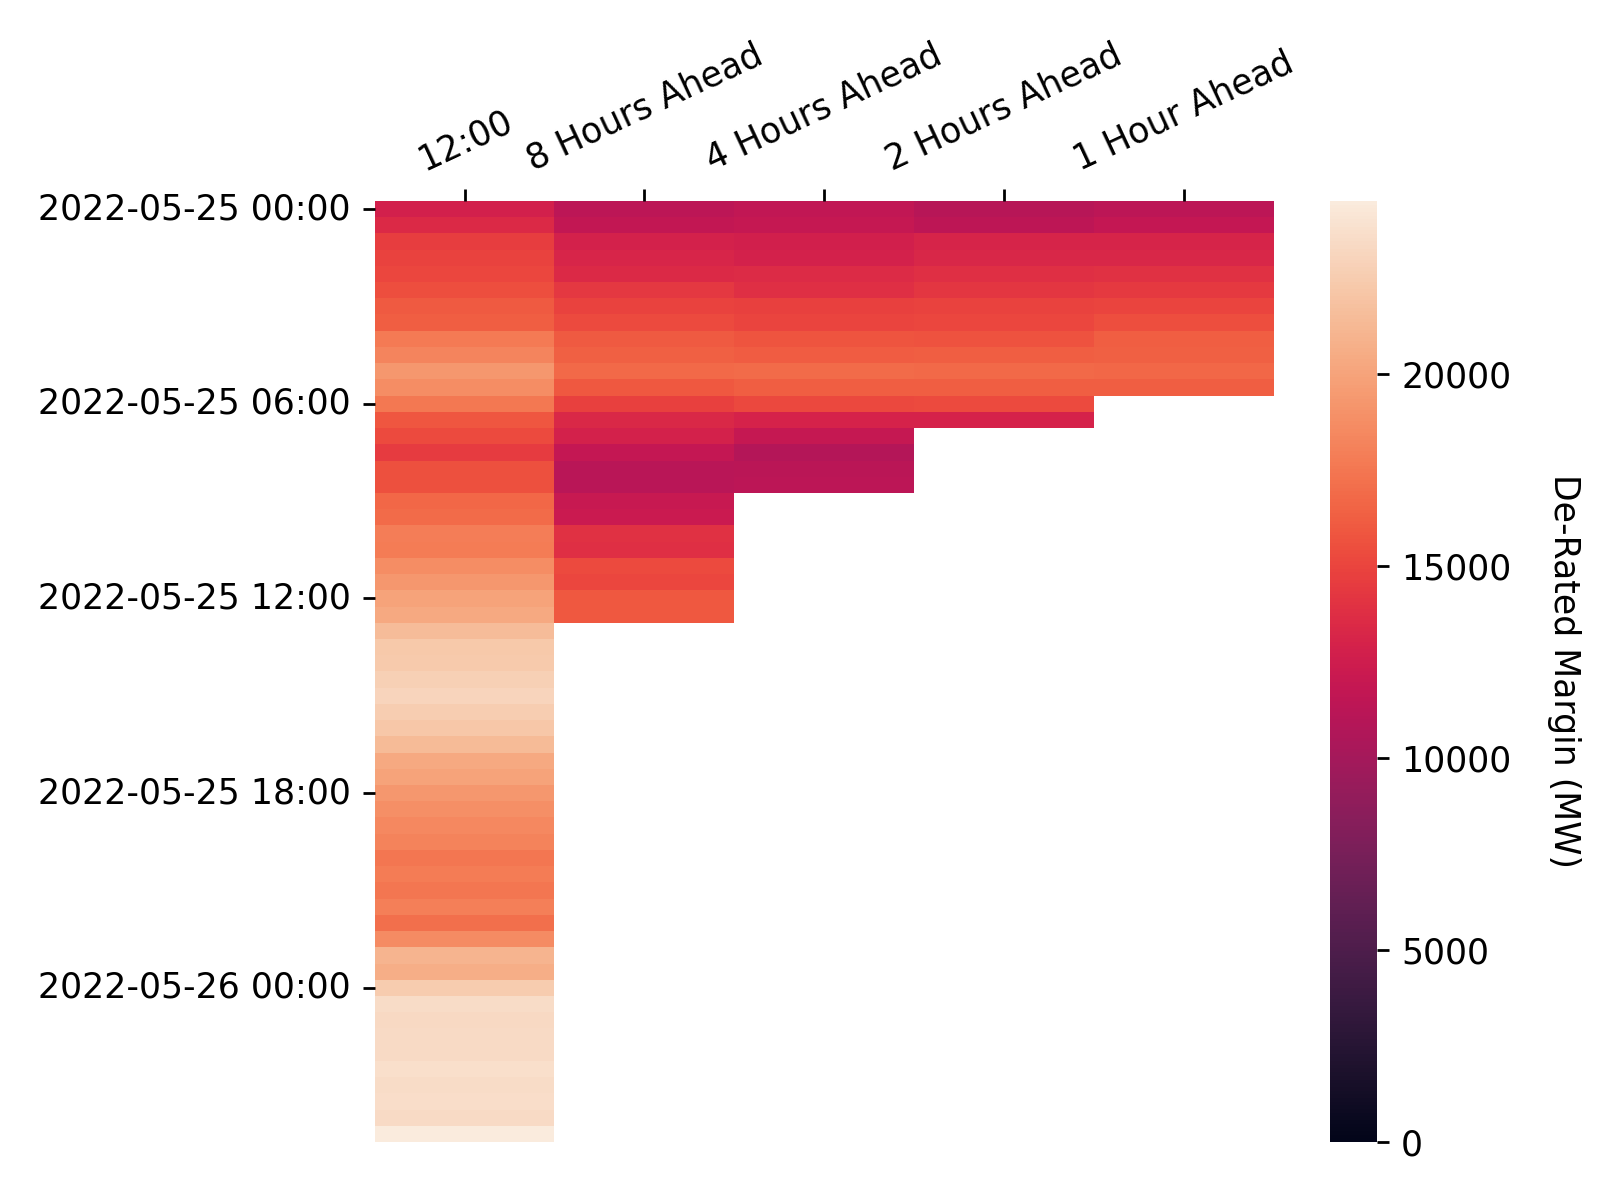 12:00
8 Hours Ahead
4 Hours Ahead
2 Hours Ahead
1 Hour Ahead
2022-05-25 00:00
2022-05-25 06:00
2022-05-25 12:00
2022-05-25 18:00
2022-05-26 00:00
20000
15000
10000
5000
0
De-Rated Margin (MW)